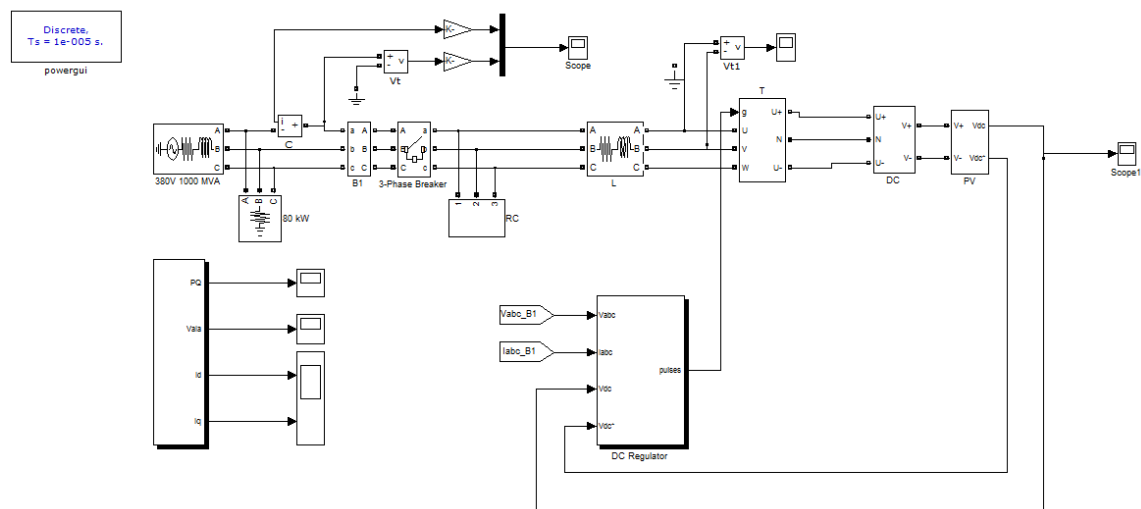 Discrete,
Ts = 1e-005 s.
powergui
K-
K-
Scope
+
-
v
Vt
+
-
v
Vt1
i
-
+
C
A
B
C
380V 1000 MVA
A
B
C
80 kW
a
b
c
A
B
C
B1
A
B
C
a
b
c
3-Phase Breaker
1
2
3
RC
A
B
C
A
B
C
L
T
g
U
V
W
U+
N
U-
U+
N
U-
V+
V-
DC
V+
V-
Vdc
Vdc*
PV
Scope1
PQ
VaIa
Id
Iq
Vabc_B1
Iabc_B1
Vabc
Iabc
Vdc
Vdc*
pulses
DC Regulator